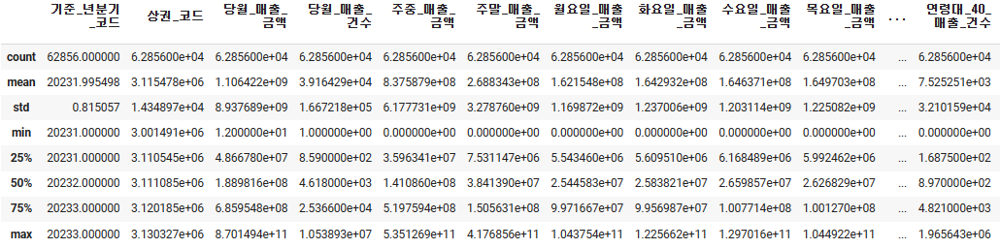 기준_년분기_코드 상권_코드 당월_매출_금액 당월_매출_건수 주중_매출_금액 주말_매출_금액 월요일_매출_금액 화요일_매출_금액 수요일_매출_금액 목요일_매출_금액 ... 연령대_40_매출_건수
count 62856.000000 6.285600e+04 6.285600e+04 6.285600e+04 6.285600e+04 6.285600e+04 6.285600e+04 6.285600e+04 6.285600e+04 6.285600e+04 ... 6.285600e+04
mean 20231.995498 3.115478e+06 1.106422e+09 3.916429e+04 8.375878e+08 2.688343e+08 1.621548e+08 1.642932e+08 1.646371e+08 1.649703e+08 ... 7.525251e+03
std 0.815057 1.434897e+04 8.937689e+09 1.667218e+05 6.177731e+09 3.278760e+09 1.169872e+09 1.237006e+09 1.203114e+09 1.225082e+09 ... 3.210159e+04
min 20231.000000 3.001491e+06 1.200000e+01 1.000000e+00 0.000000e+00 0.000000e+00 0.000000e+00 0.000000e+00 0.000000e+00 0.000000e+00 ... 0.000000e+00
25% 20231.000000 3.110545e+06 4.866780e+07 8.590000e+02 3.596341e+07 7.531147e+06 5.543460e+06 5.609510e+06 6.168489e+06 5.992462e+06 ... 1.687500e+02
50% 20232.000000 3.111085e+06 1.889816e+08 4.618000e+03 1.410860e+08 3.841390e+07 2.544583e+07 2.583821e+07 2.659857e+07 2.626829e+07 ... 8.970000e+02
75% 20233.000000 3.120185e+06 6.859548e+08 2.536600e+04 5.197594e+08 1.505631e+08 9.971667e+07 9.956987e+07 1.007714e+08 1.001270e+08 ... 4.821000e+03
max 20233.000000 3.130327e+06 8.701494e+11 1.053893e+07 5.351269e+11 4.176856e+11 1.043754e+11 1.225662e+11 1.297016e+11 1.044922e+11 ... 1.965643e+06